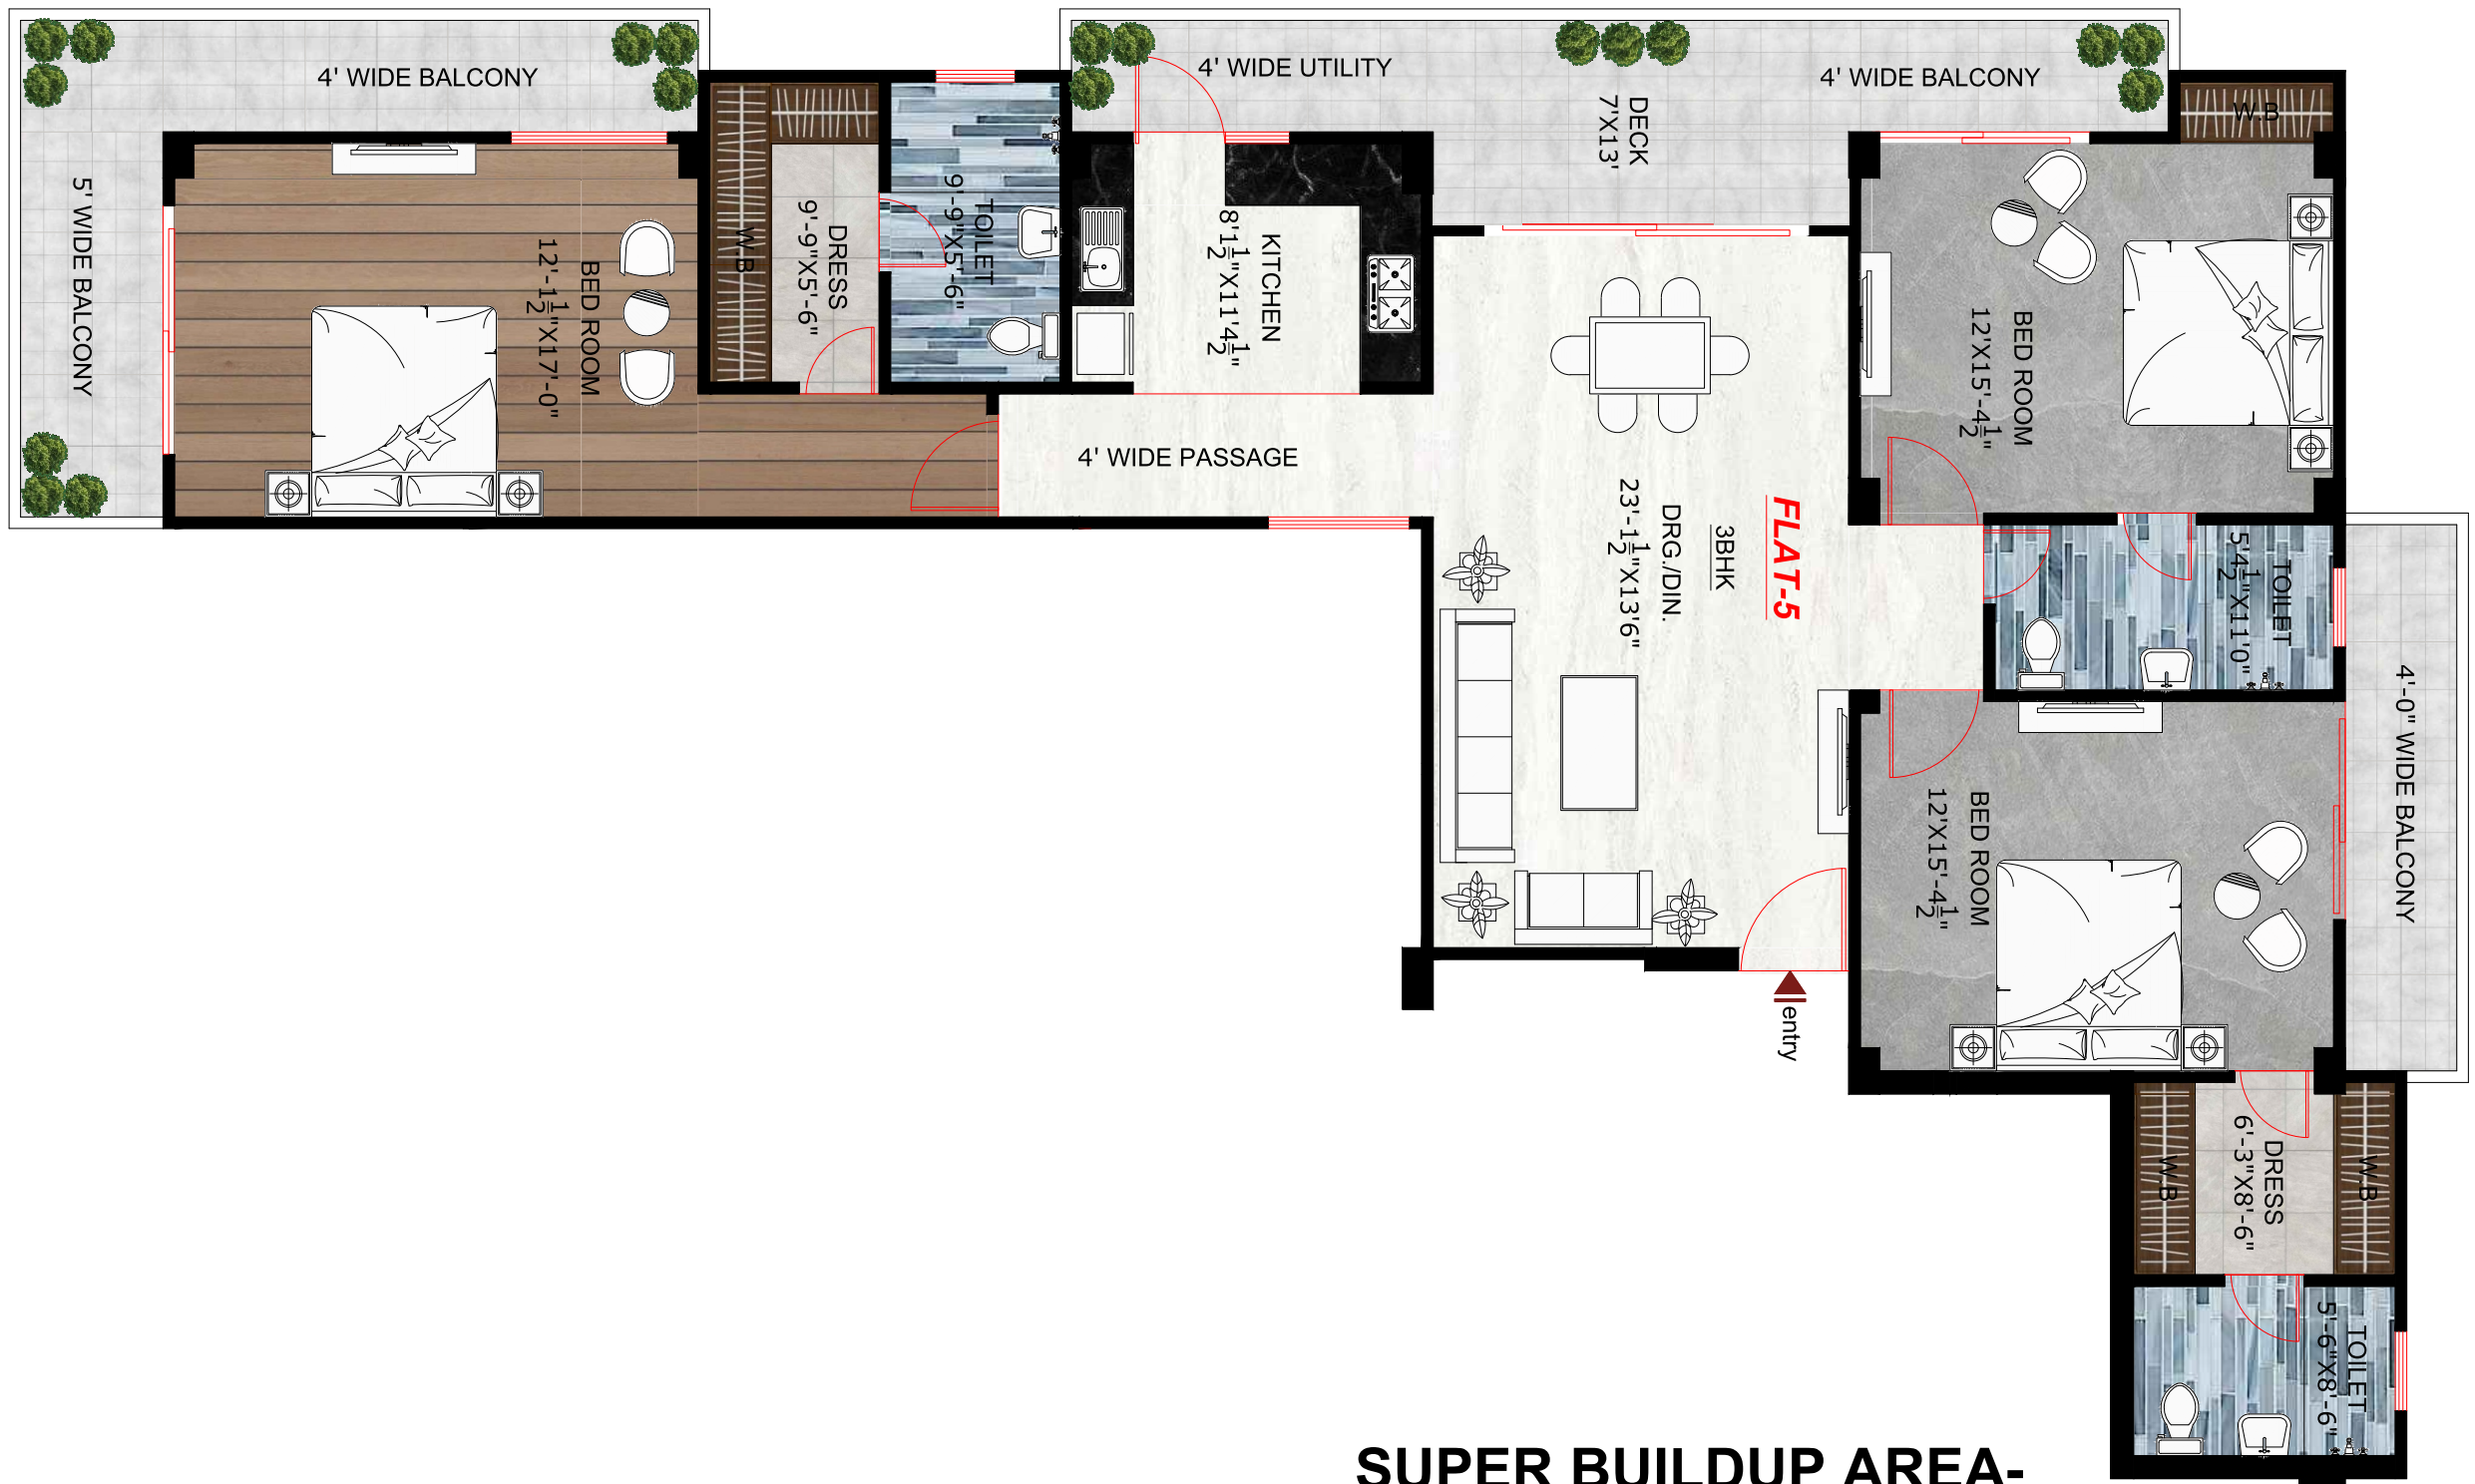 4' WIDE BALCONY
5' WIDE BALCONY
BED ROOM
12'-1½"X17'-0"
W.B
DRESS
9'-9"X5'-6"
TOILET
9'-9"X5'-6"
4' WIDE UTILITY
KITCHEN
8'1½"X11'4½"
4' WIDE PASSAGE
DECK
7'X13'
4' WIDE BALCONY
W.B
BED ROOM
12'X15'-4½"
FLAT-5
3BHK
DRG./DIN.
23'-1½"X13'6"
TOILET
5'4½"X11'0"
4'-0" WIDE BALCONY
BED ROOM
12'X15'-4½"
entry
W.B
DRESS
6'-3"X8'-6"
W.B
TOILET
5'-6"X8'-6"
SUPER BUILDUP AREA-